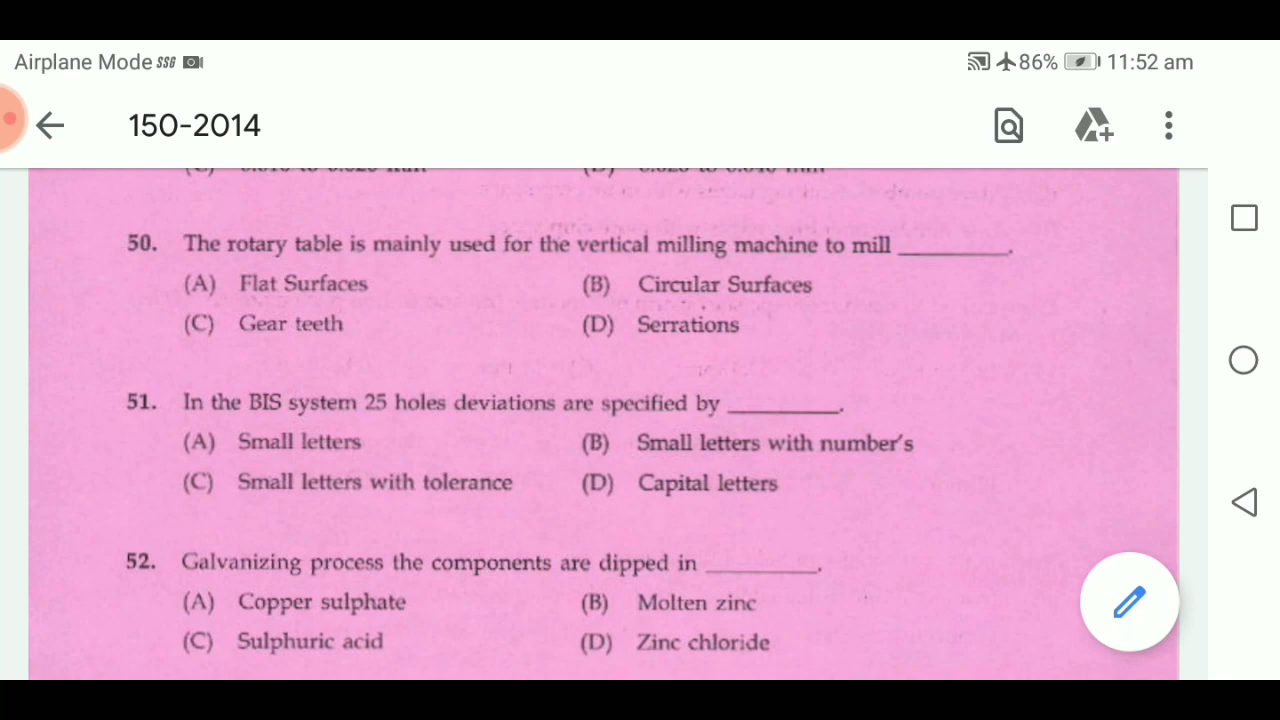 Airplane Mode 86% 11:52 am
150-2014
50. The rotary table is mainly used for the vertical milling machine to mill __________.
(A) Flat Surfaces (B) Circular Surfaces
(C) Gear teeth (D) Serrations
51. In the BIS system 25 holes deviations are specified by __________.
(A) Small letters (B) Small letters with number's
(C) Small letters with tolerance (D) Capital letters
52. Galvanizing process the components are dipped in __________.
(A) Copper sulphate (B) Molten zinc
(C) Sulphuric acid (D) Zinc chloride